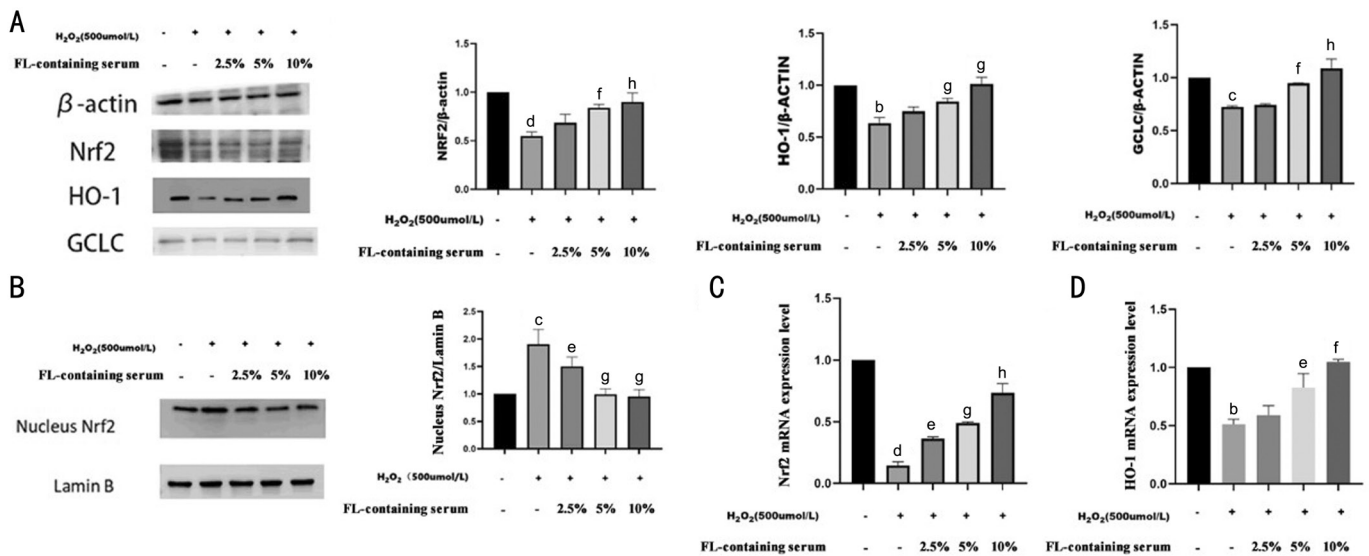 A
H₂O₂(500umol/L) - + + + +
FL-containing serum - - 2.5% 5% 10%
β-actin
Nrf2
HO-1
GCLC
NRF2/β-actin
1.5
1.0
0.5
0.0
d
f
h
H₂O₂(500umol/L) - + + + +
FL-containing serum - - 2.5% 5% 10%
HO-1/β-ACTIN
1.5
1.0
0.5
0.0
b
g
g
H₂O₂(500umol/L) - + + + +
FL-containing serum - - 2.5% 5% 10%
GCLC/β-ACTIN
1.5
1.0
0.5
0.0
c
f
h
H₂O₂(500umol/L) - + + + +
FL-containing serum - - 2.5% 5% 10%
B
H₂O₂(500umol/L) - + + + +
FL-containing serum - - 2.5% 5% 10%
Nucleus Nrf2
Lamin B
Nucleus Nrf2/Lamin B
2.5
2.0
1.5
1.0
0.5
0.0
c
e
g
g
H₂O₂ (500umol/L) - + + + +
FL-containing serum - - 2.5% 5% 10%
C
Nrf2 mRNA expression level
1.5
1.0
0.5
0.0
d
e
g
h
H₂O₂(500umol/L) - + + + +
FL-containing serum - - 2.5% 5% 10%
D
HO-1 mRNA expression level
1.5
1.0
0.5
0.0
b
e
f
H₂O₂(500umol/L) - + + + +
FL-containing serum - - 2.5% 5% 10%